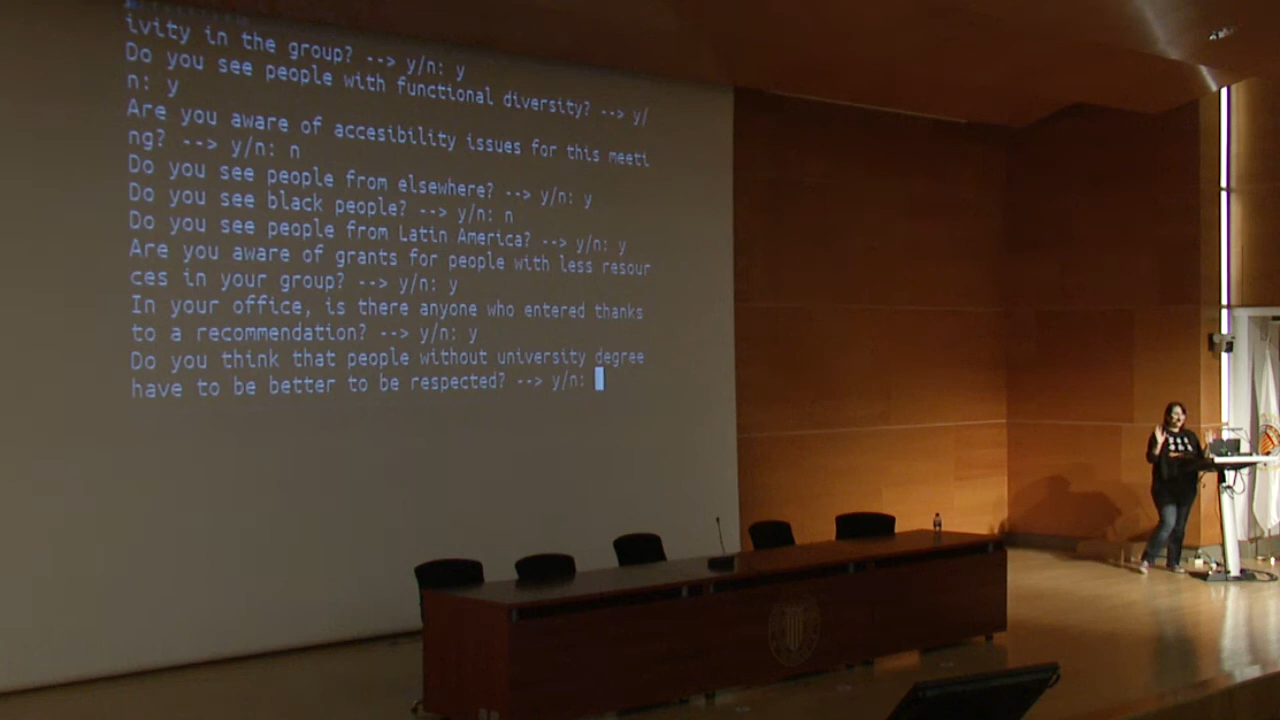 ivity in the group? --> y/n: y
Do you see people with functional diversity? --> y/
n: y
Are you aware of accesibility issues for this meeti
ng? --> y/n: n
Do you see people from elsewhere? --> y/n: y
Do you see black people? --> y/n: n
Do you see people from Latin America? --> y/n: y
Are you aware of grants for people with less resour
ces in your group? --> y/n: y
In your office, is there anyone who entered thanks
to a recommendation? --> y/n: y
Do you think that people without university degree
have to be better to be respected? --> y/n: